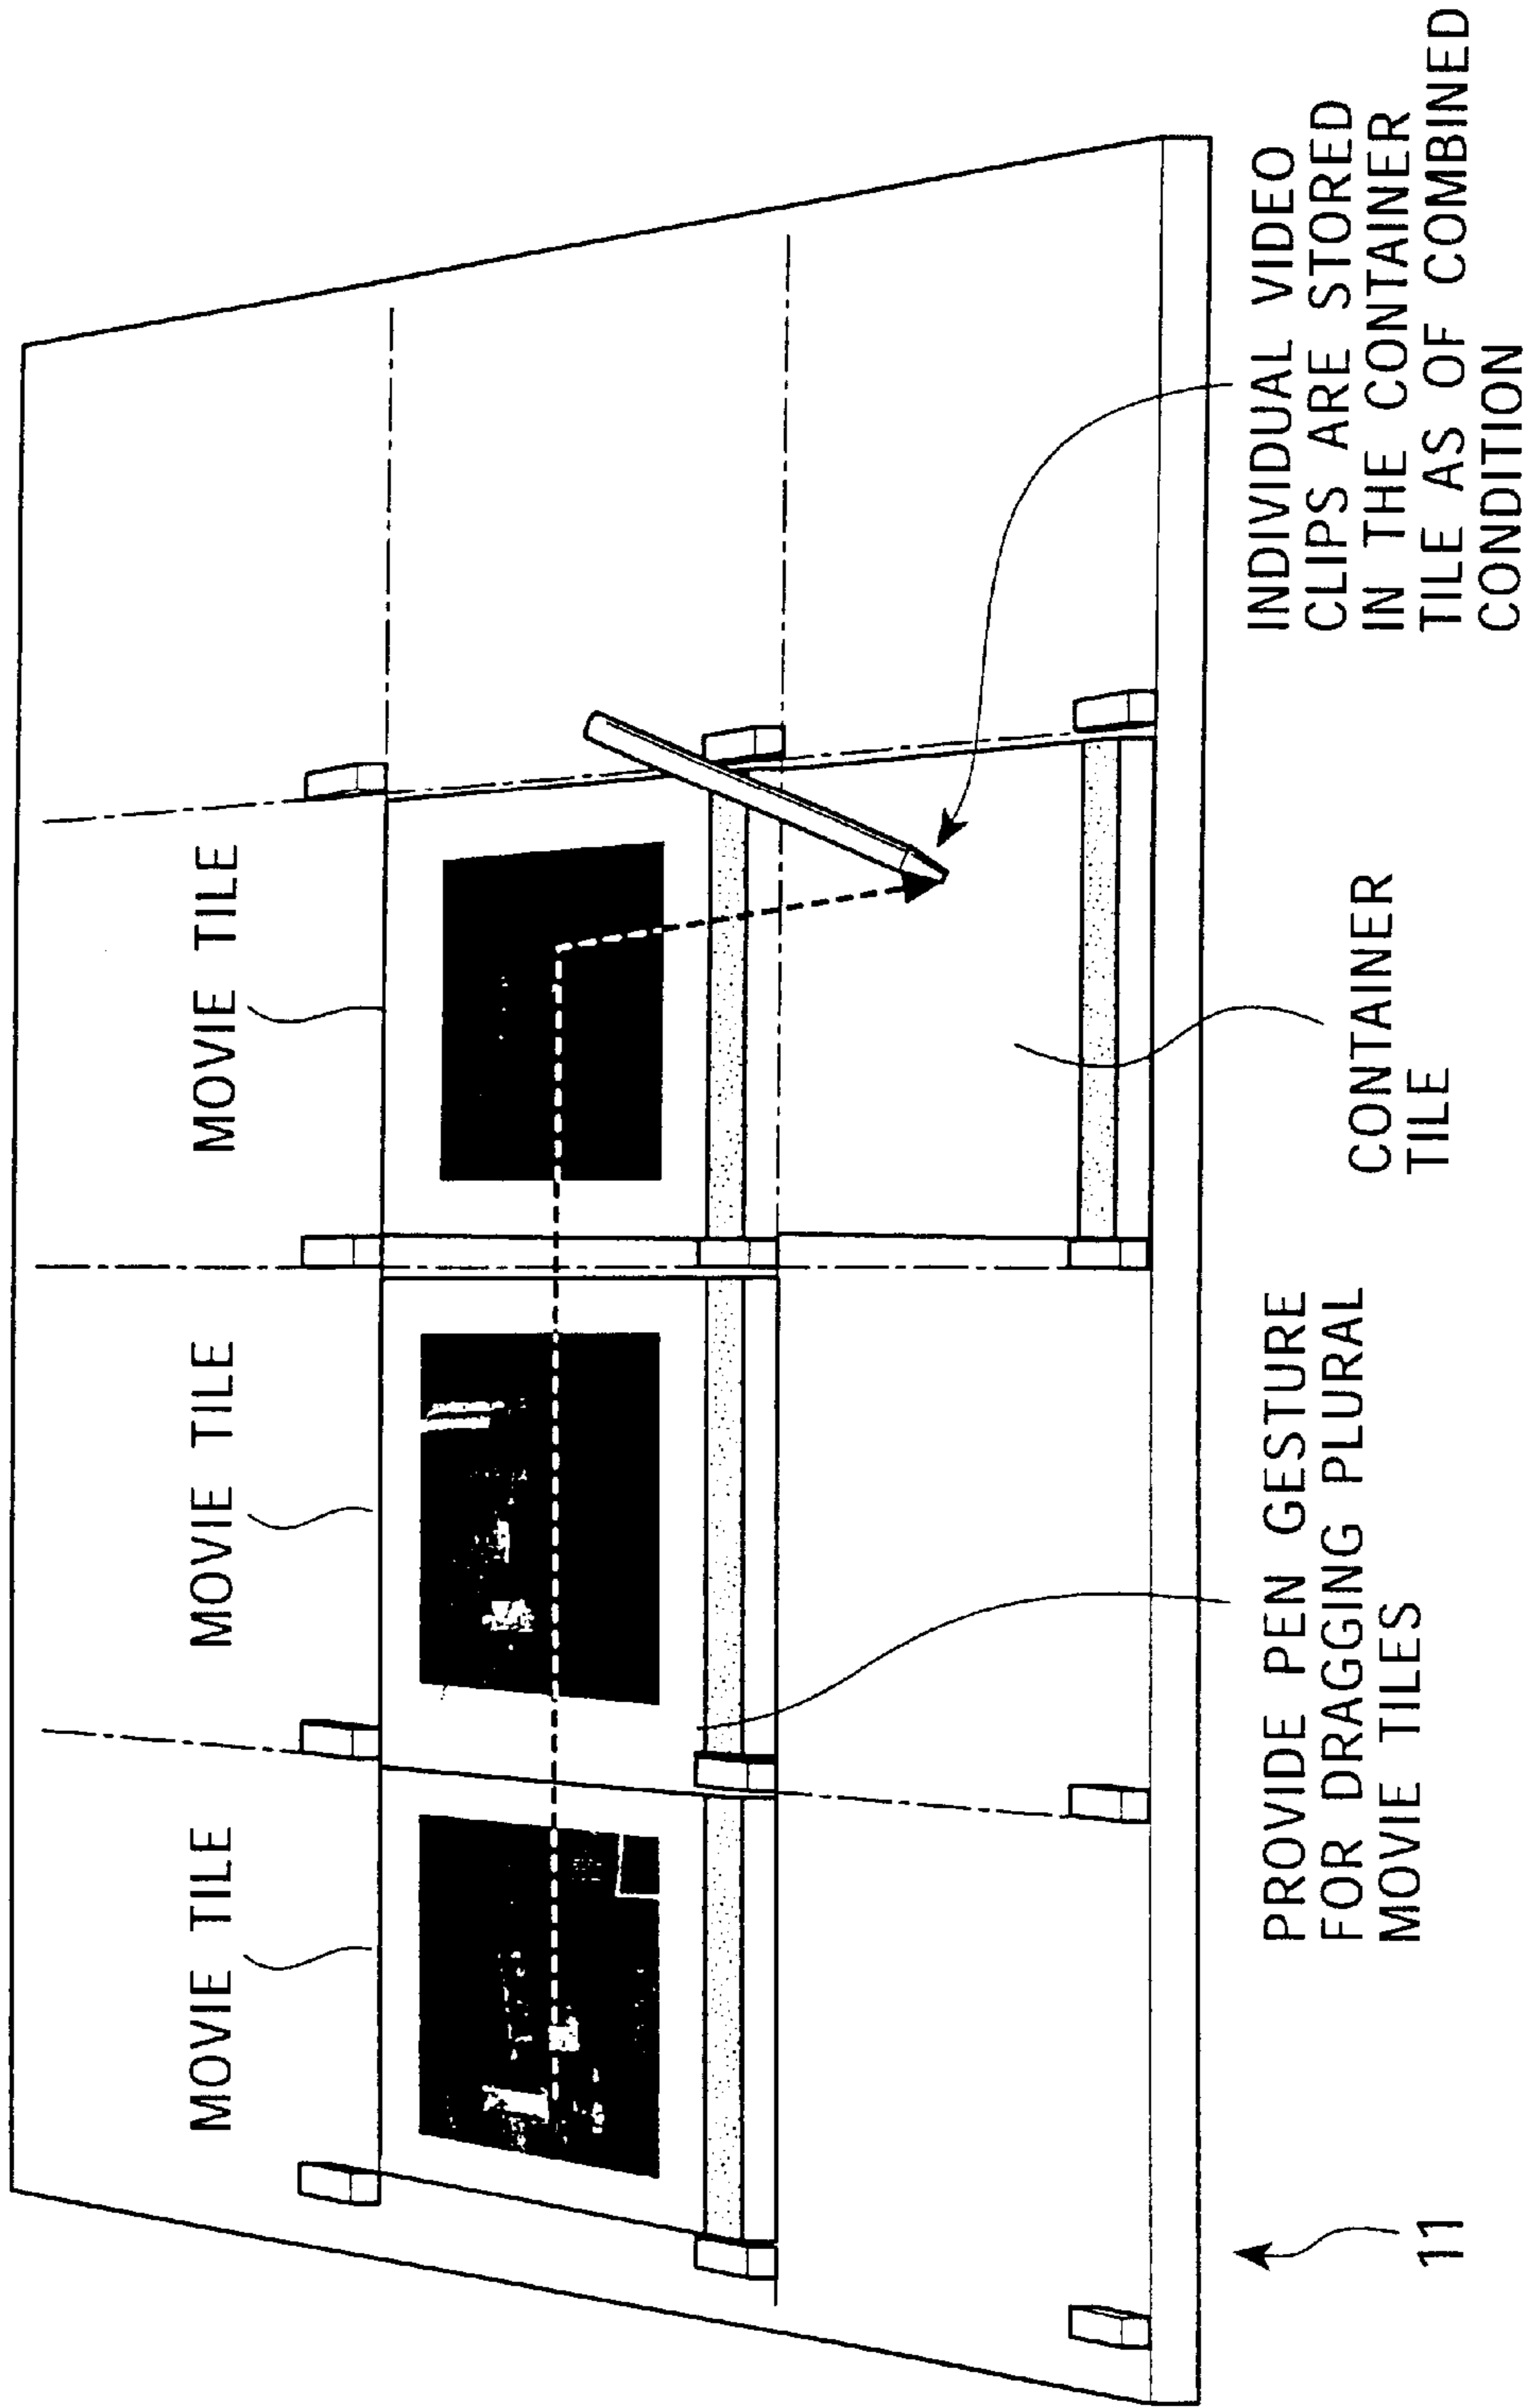 MOVIE TILE
MOVIE TILE
MOVIE TILE
11
PROVIDE PEN GESTURE
FOR DRAGGING PLURAL
MOVIE TILES
CONTAINER
TILE
INDIVIDUAL VIDEO
CLIPS ARE STORED
IN THE CONTAINER
TILE AS OF COMBINED
CONDITION